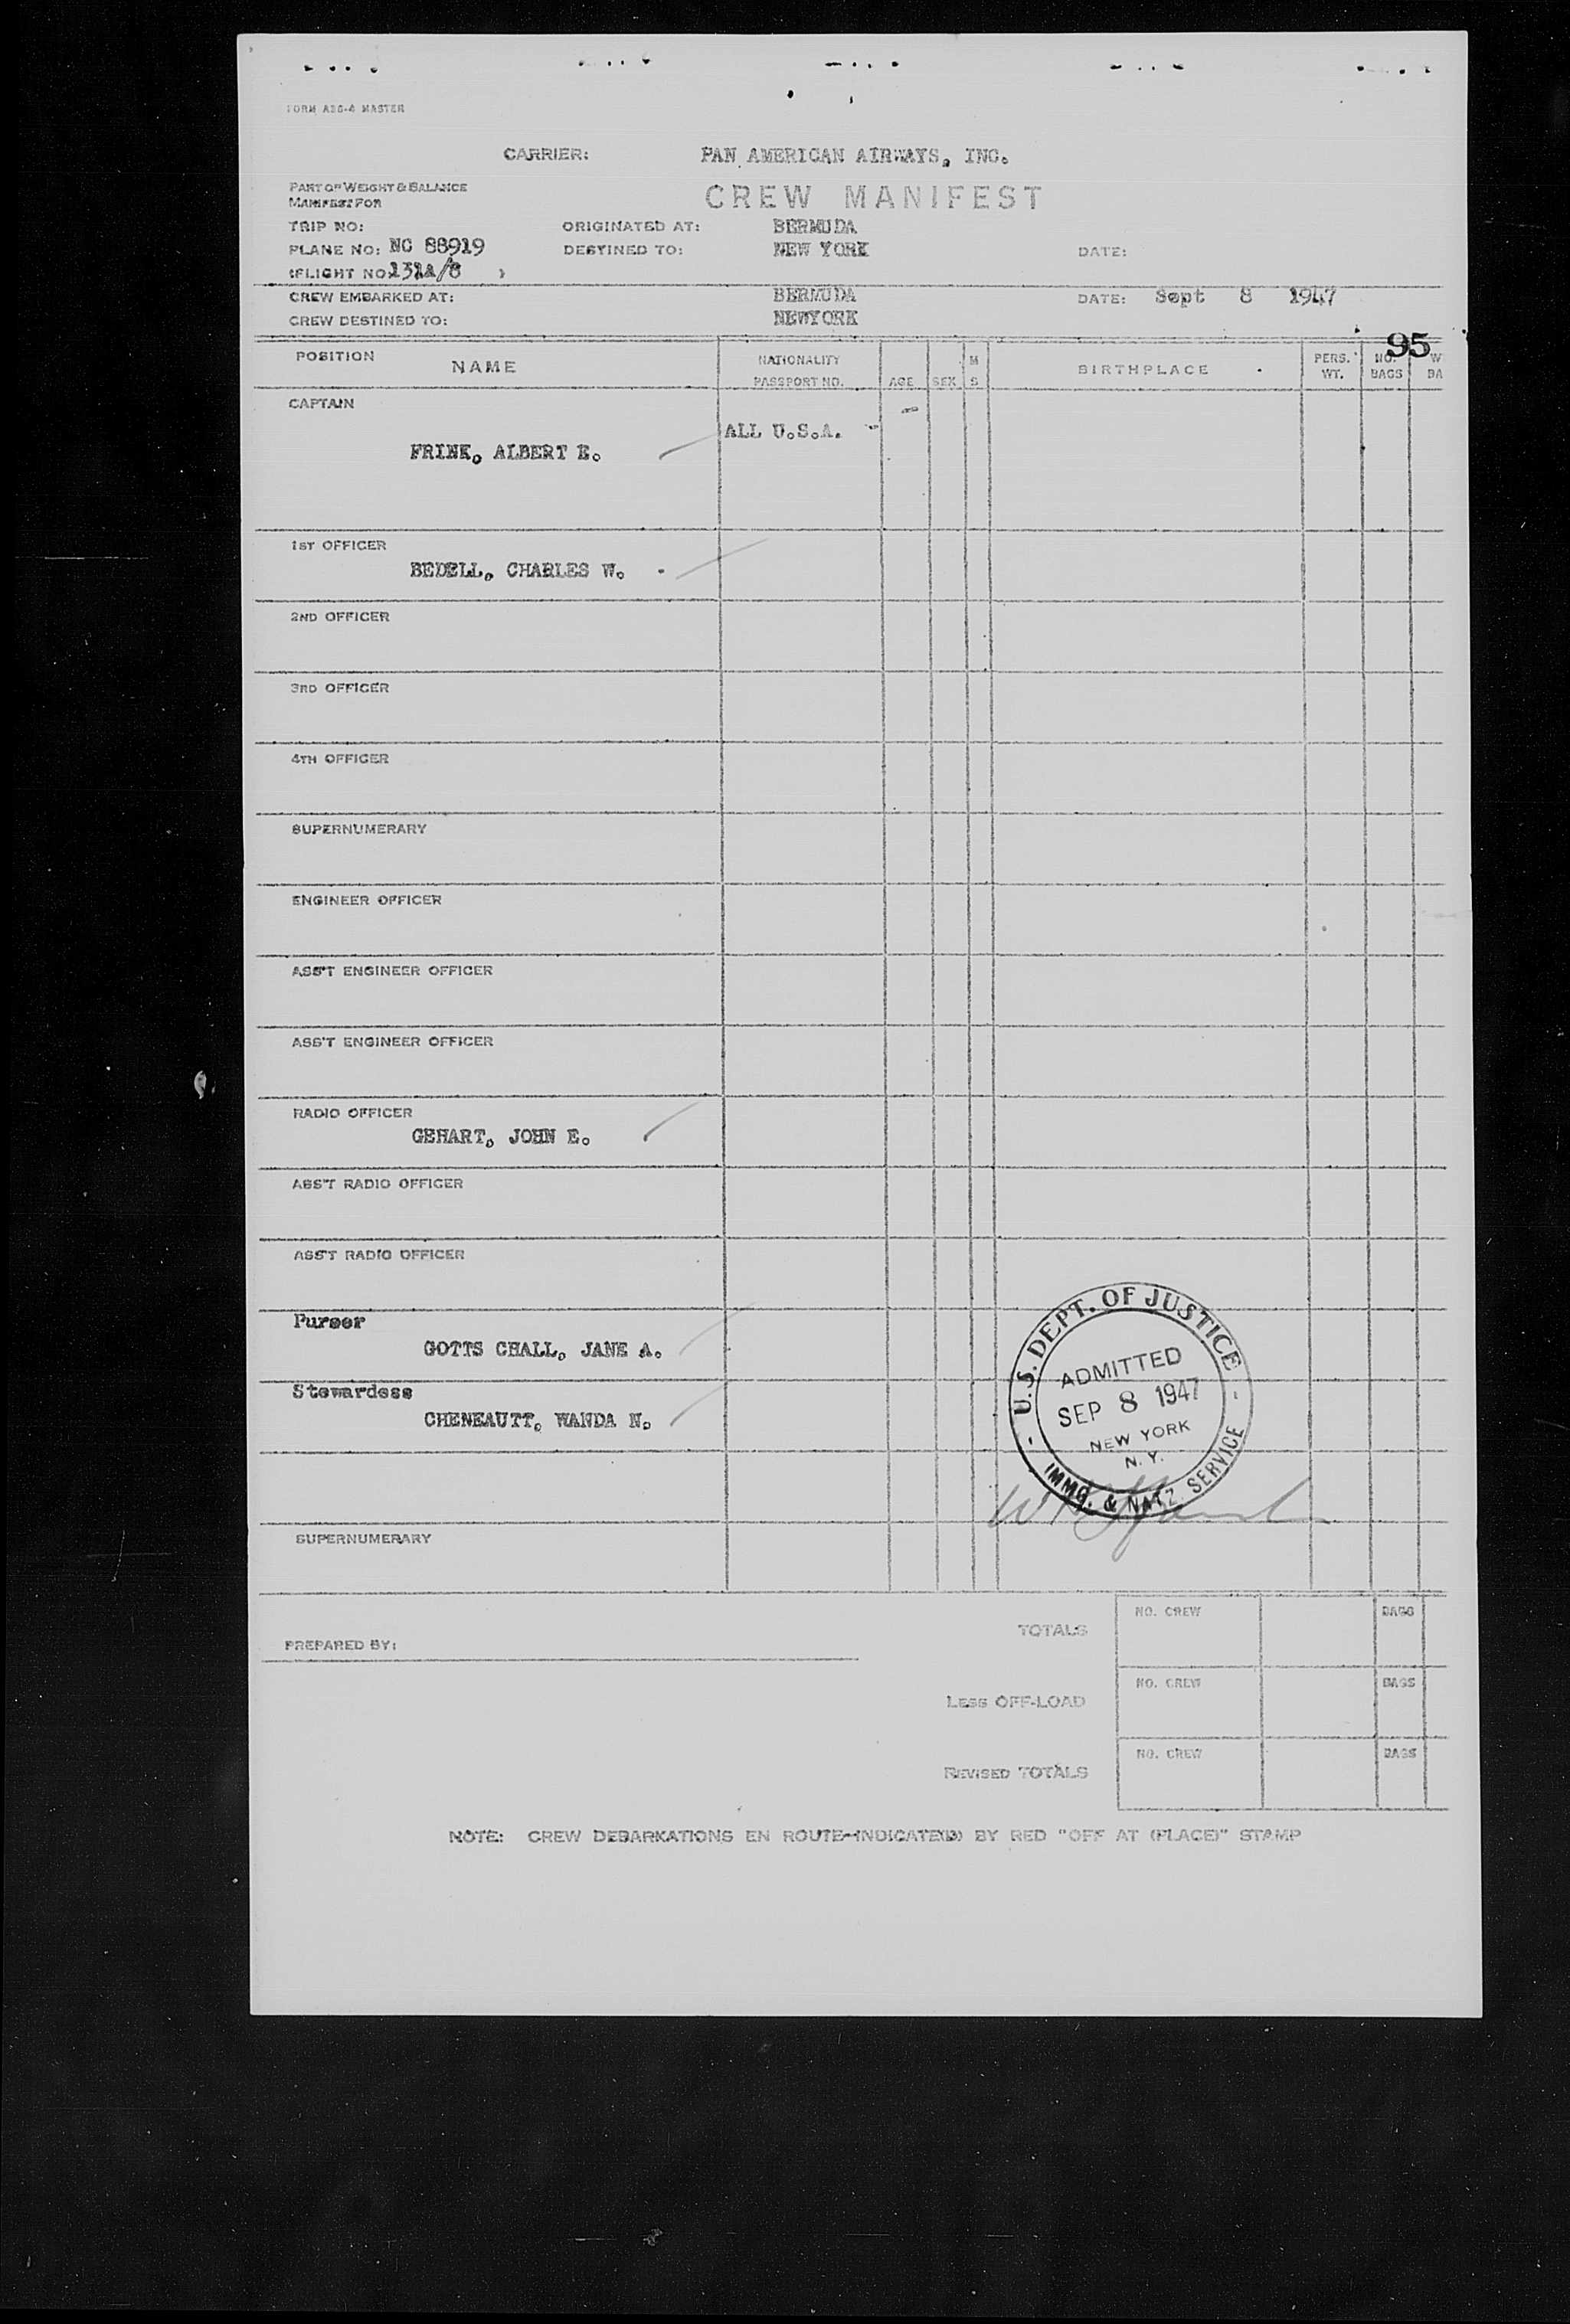 FORM ABS-4 MASTER
CARRIER: PAN AMERICAN AIRWAYS, INC.
PART OF WEIGHT & BALANCE
MANIFEST FOR
CREW MANIFEST
TRIP NO: ORIGINATED AT: BERMUDA
PLANE NO: NC 88919 DESTINED TO: NEW YORK DATE:
(FLIGHT NO. 131A/8 )
CREW EMBARKED AT: BERMUDA DATE: Sept 8 1947
CREW DESTINED TO: NEWYORK
95
POSITION NAME NATIONALITY PASSPORT NO. AGE SEX M S BIRTHPLACE PERS. WT. NO. BAGS W BA
CAPTAIN
ALL U.S.A.
FRINK, ALBERT E.
1ST OFFICER
BEDELL, CHARLES W.
2ND OFFICER
3RD OFFICER
4TH OFFICER
SUPERNUMERARY
ENGINEER OFFICER
ASS'T ENGINEER OFFICER
ASS'T ENGINEER OFFICER
RADIO OFFICER
GEHART, JOHN E.
ASS'T RADIO OFFICER
ASS'T RADIO OFFICER
Purser
GOTTS CHALL, JANE A.
Stewardess
CHENEAUTT, WANDA N.
U.S. DEPT. OF JUSTICE
ADMITTED
SEP 8 1947
NEW YORK
N.Y.
IMMG. & NATZ. SERVICE
SUPERNUMERARY
TOTALS NO. CREW BAGS
PREPARED BY:
LESS OFF-LOAD NO. CREW BAGS
REVISED TOTALS NO. CREW BAGS
NOTE: CREW DEBARKATIONS EN ROUTE-INDICATE(D) BY RED "OFF AT (PLACE)" STAMP